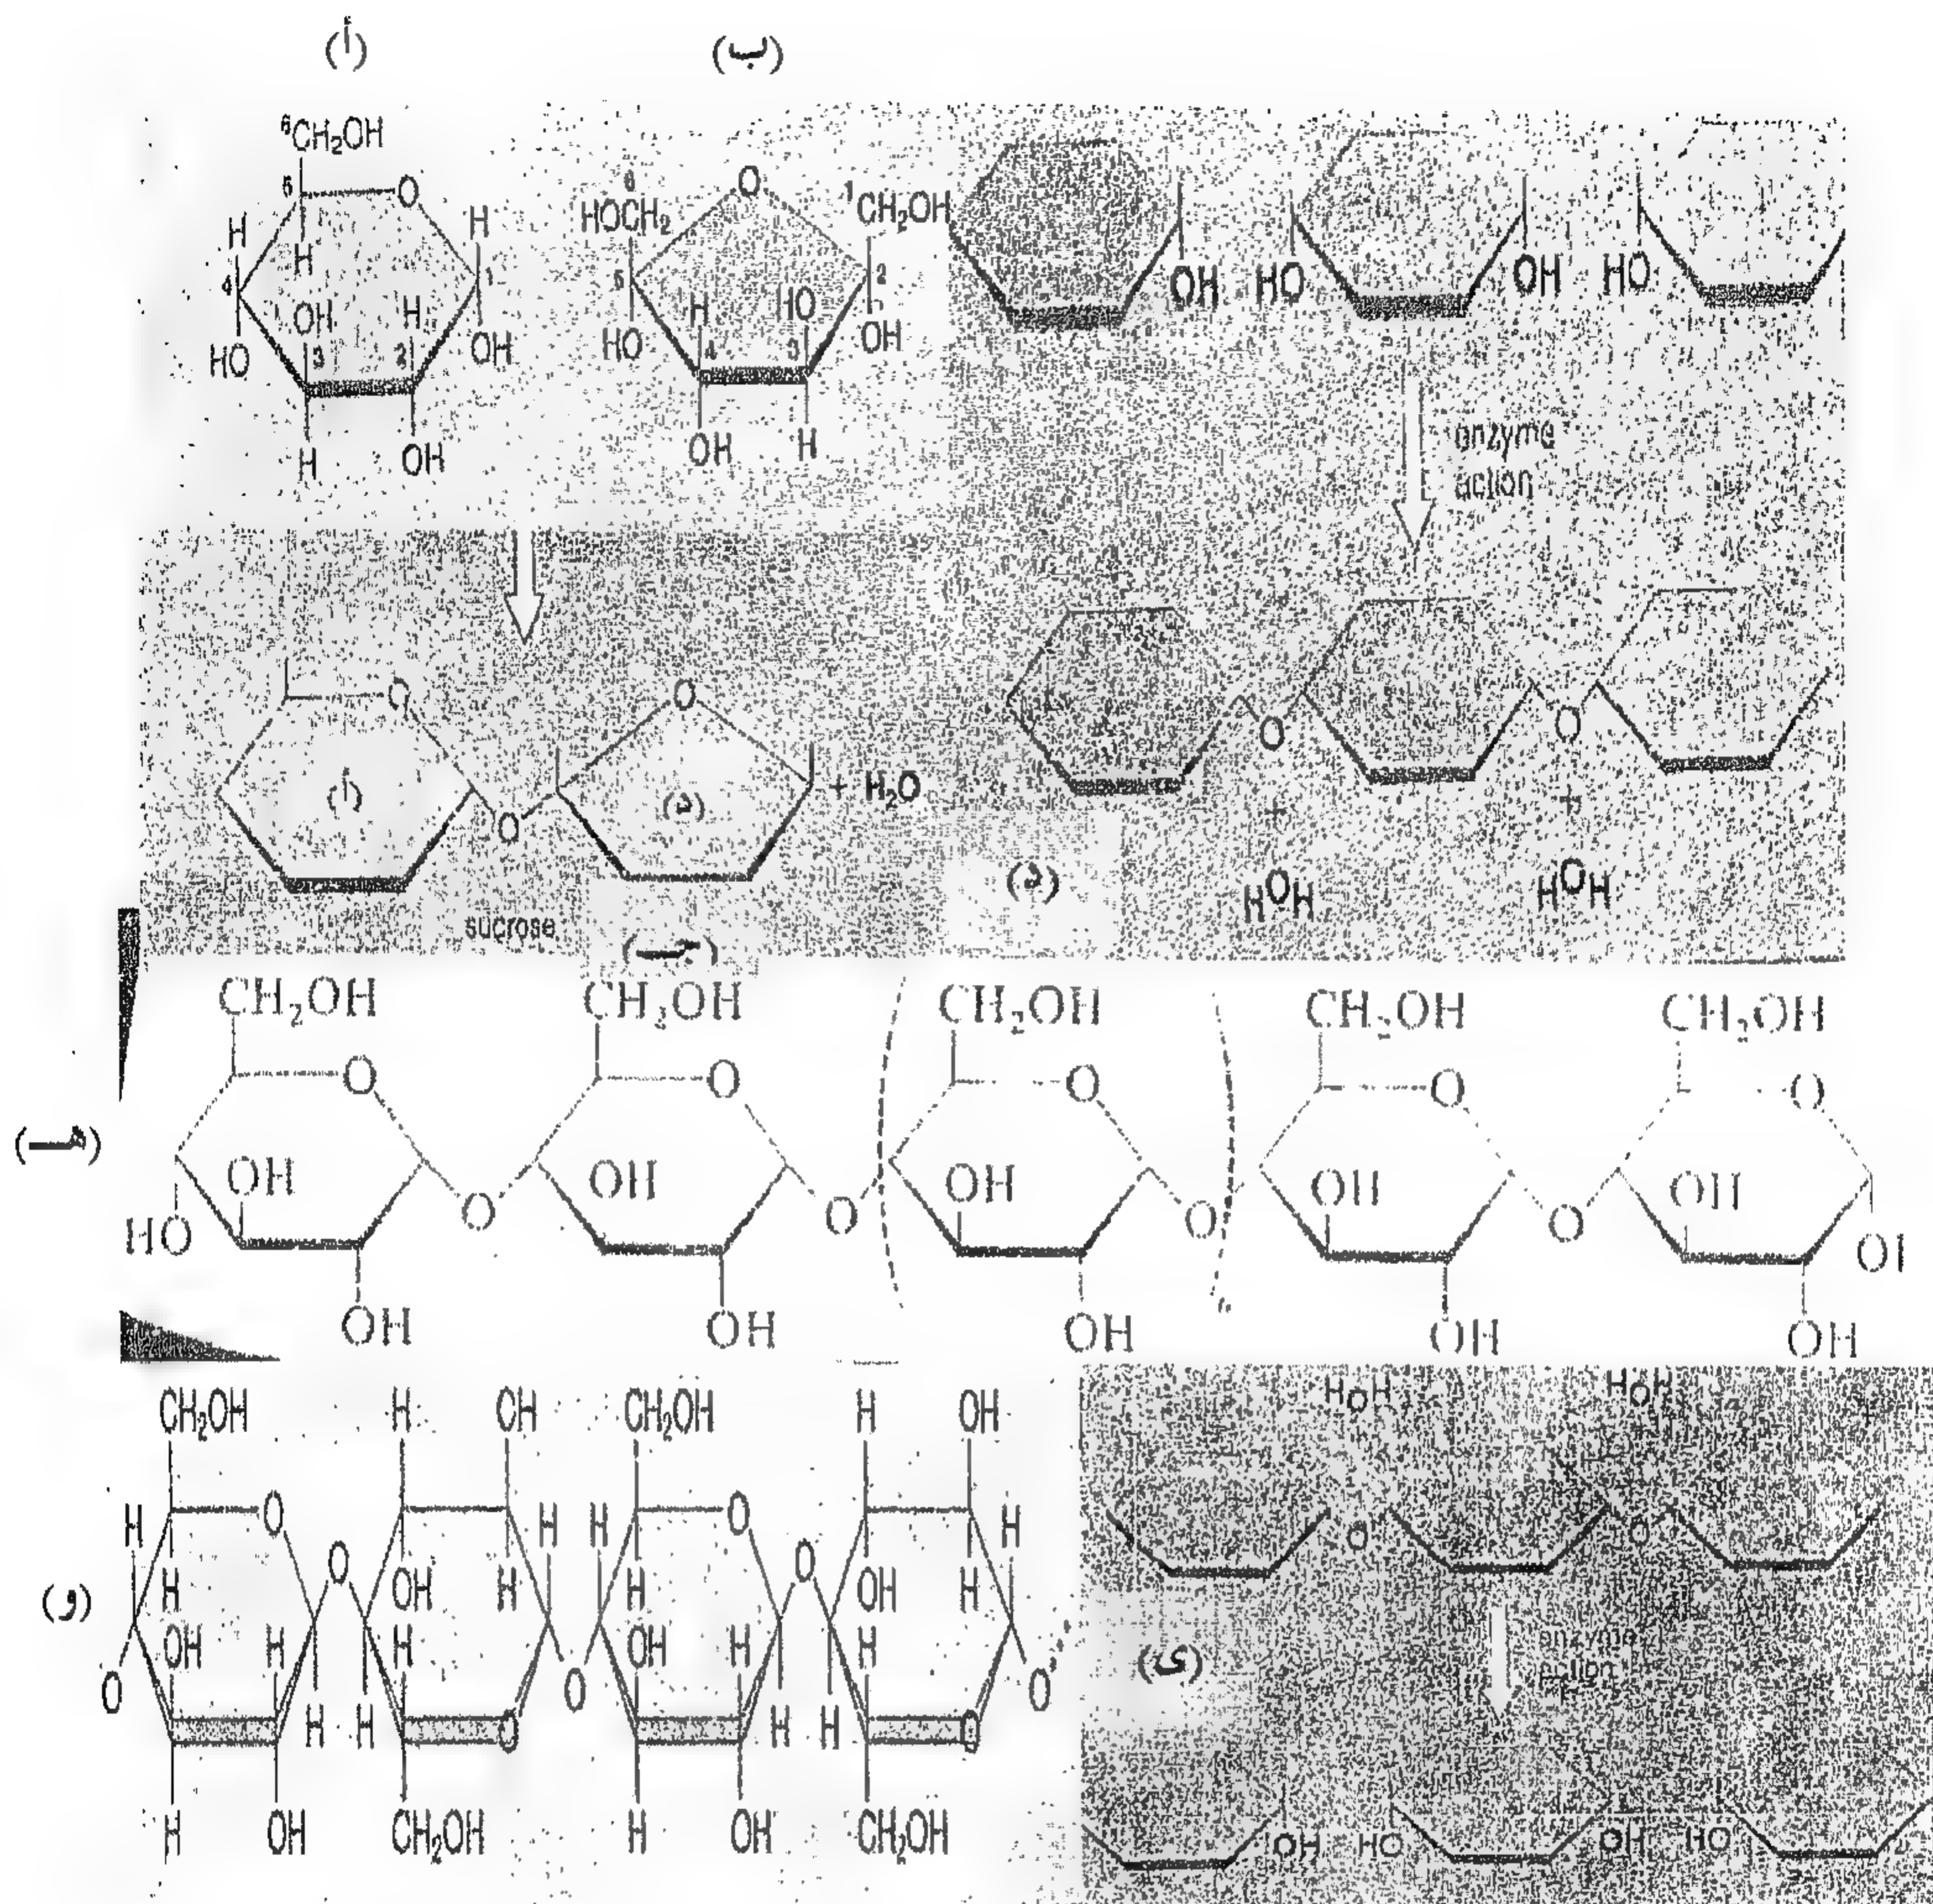 (أ) (ب)
⁶CH₂OH
5 O
H H
4 H 1
OH H
HO 3 2 OH
H OH
6
HOCH₂ O ¹CH₂OH
5 2
H HO
HO 4 3 OH
OH H
OH HO OH HO
enzyme
action
O O
(أ) (د) + H₂O
O
sucrose
(جـ)
O O
+ +
(د) HOH HOH
CH₂OH CH₂OH CH₂OH CH₂OH CH₂OH
O O O O O
(هـ)
OH OH OH OH OH
HO O O O O
OH OH OH OH OH
n
CH₂OH H OH CH₂OH H OH
O O
H H H H
O O
H OH H H OH H
(و)
OH H H OH H H
O O O
H H O H H O
H OH CH₂OH H OH CH₂OH
HOH HOH
+
O O
(ى)
enzyme
action
OH HO OH HO